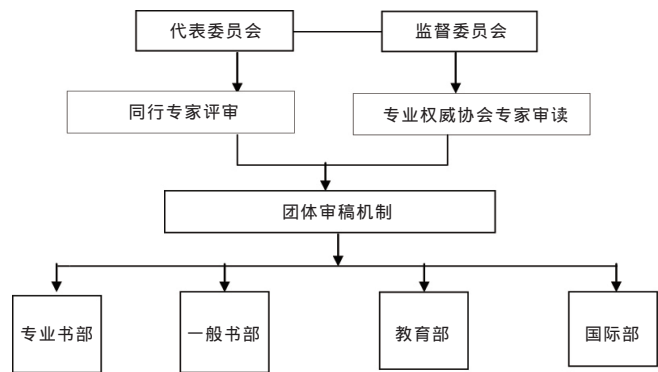 代表委员会
监督委员会
同行专家评审
专业权威协会专家审读
团体审稿机制
专业书部
一般书部
教育部
国际部